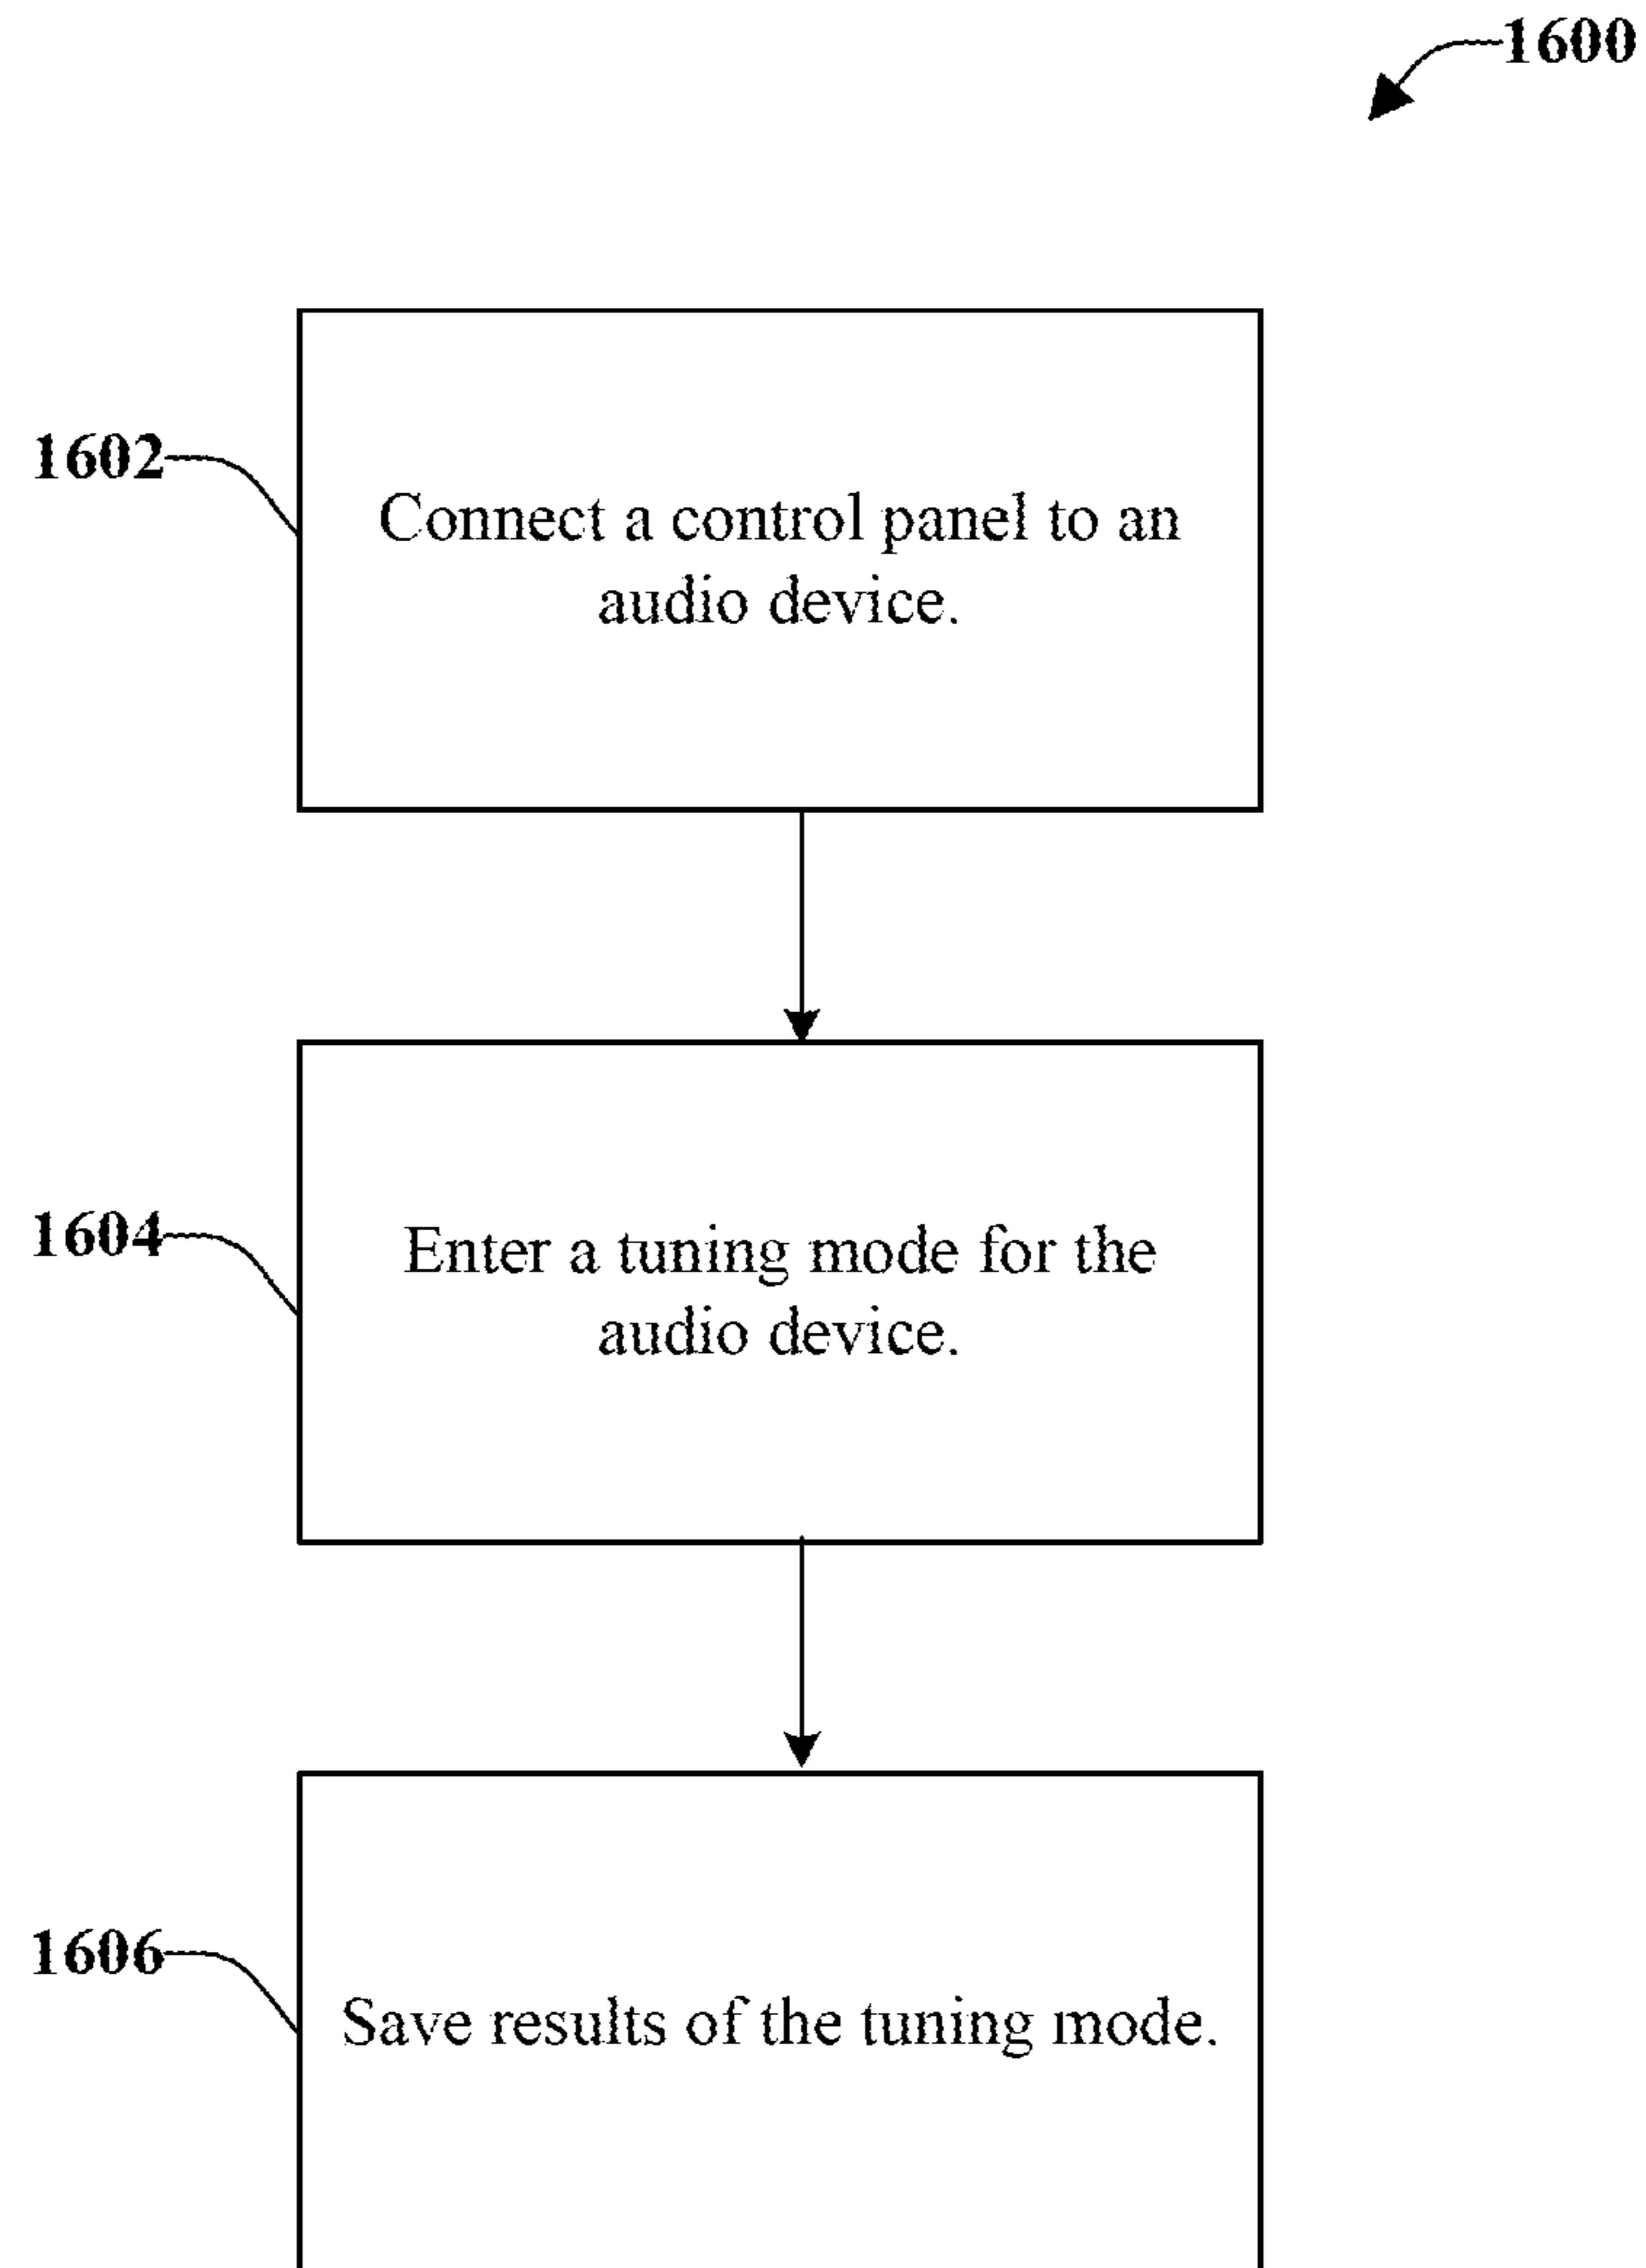 1600
1602
Connect a control panel to an
audio device.
1604
Enter a tuning mode for the
audio device.
1606
Save results of the tuning mode.